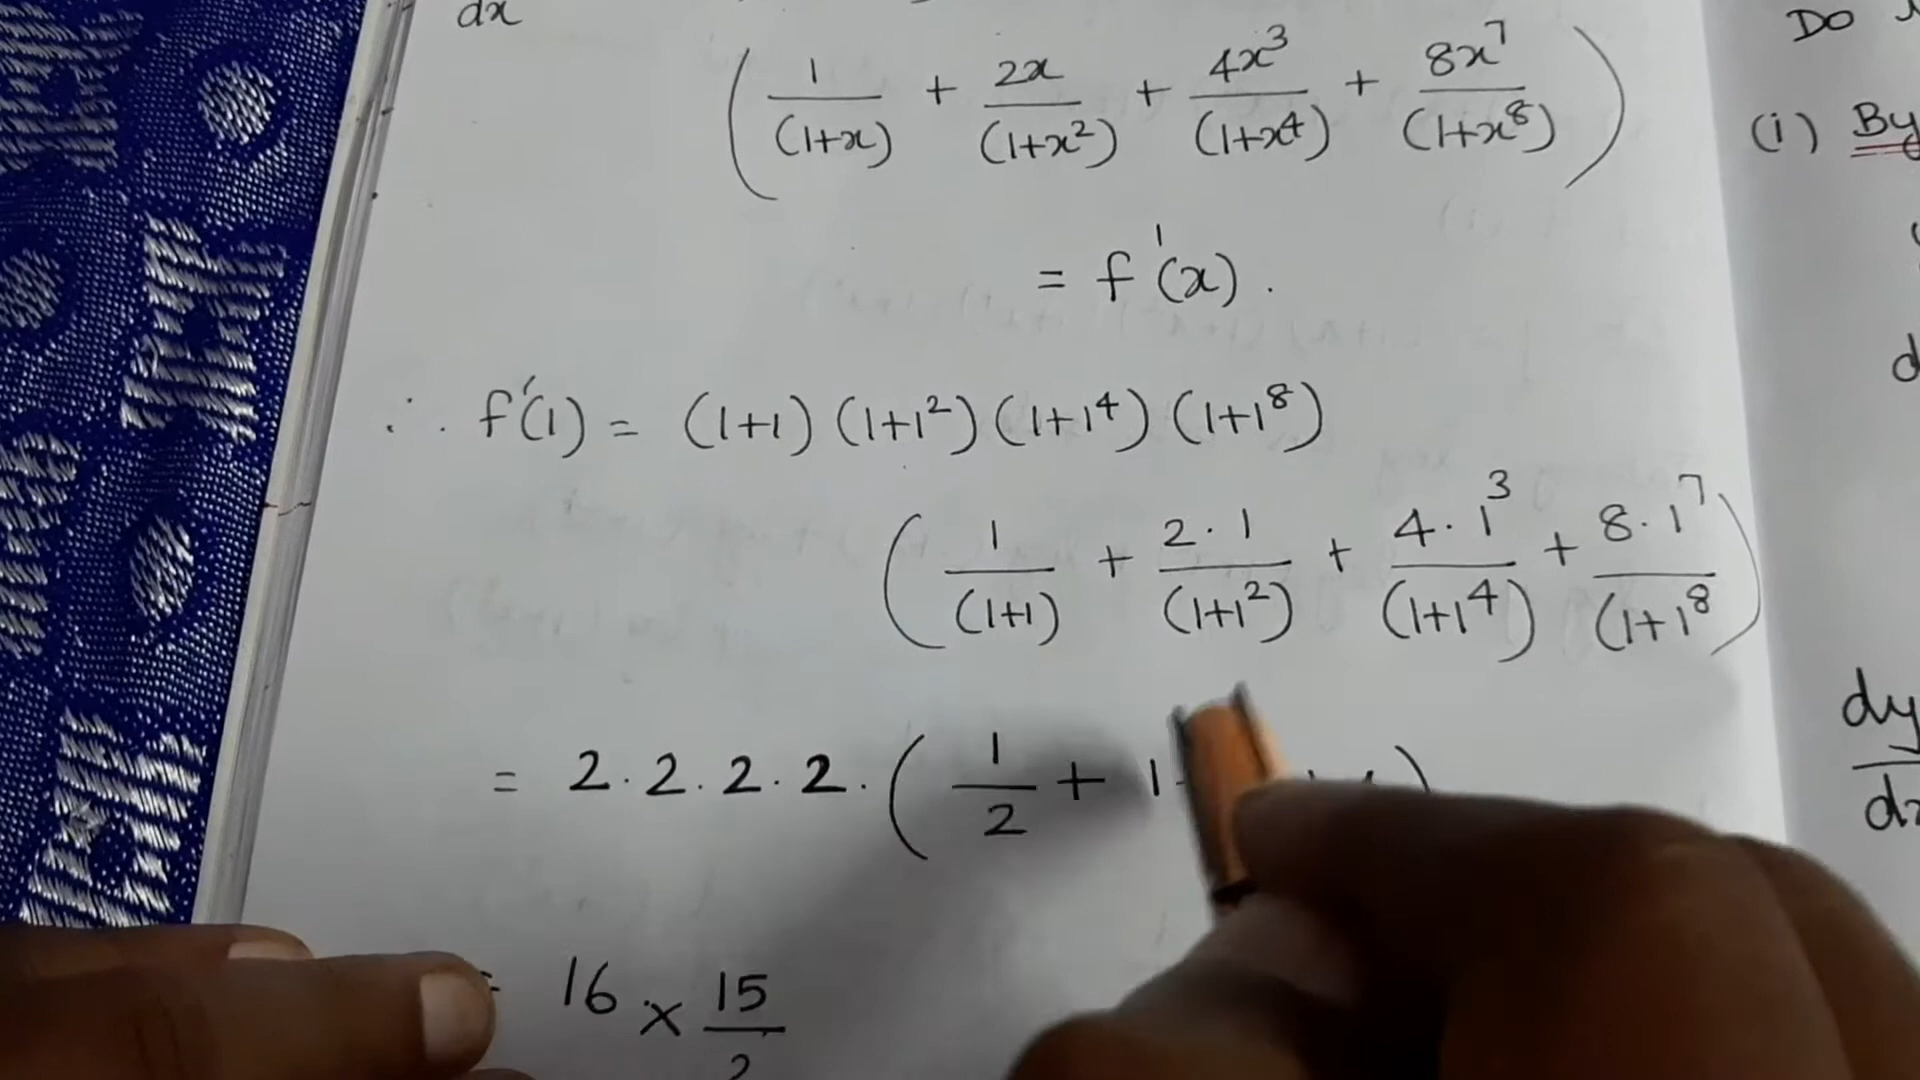 dx
( 1/(1+x) + 2x/(1+x²) + 4x³/(1+x⁴) + 8x⁷/(1+x⁸) )
= f'(x).
∴ f'(1) = (1+1)(1+1²)(1+1⁴)(1+1⁸)
( 1/(1+1) + 2·1/(1+1²) + 4·1³/(1+1⁴) + 8·1⁷/(1+1⁸ )
= 2·2·2·2·( 1/2 + 1 )
= 16 × 15/2
Do
(i) By
d
dy